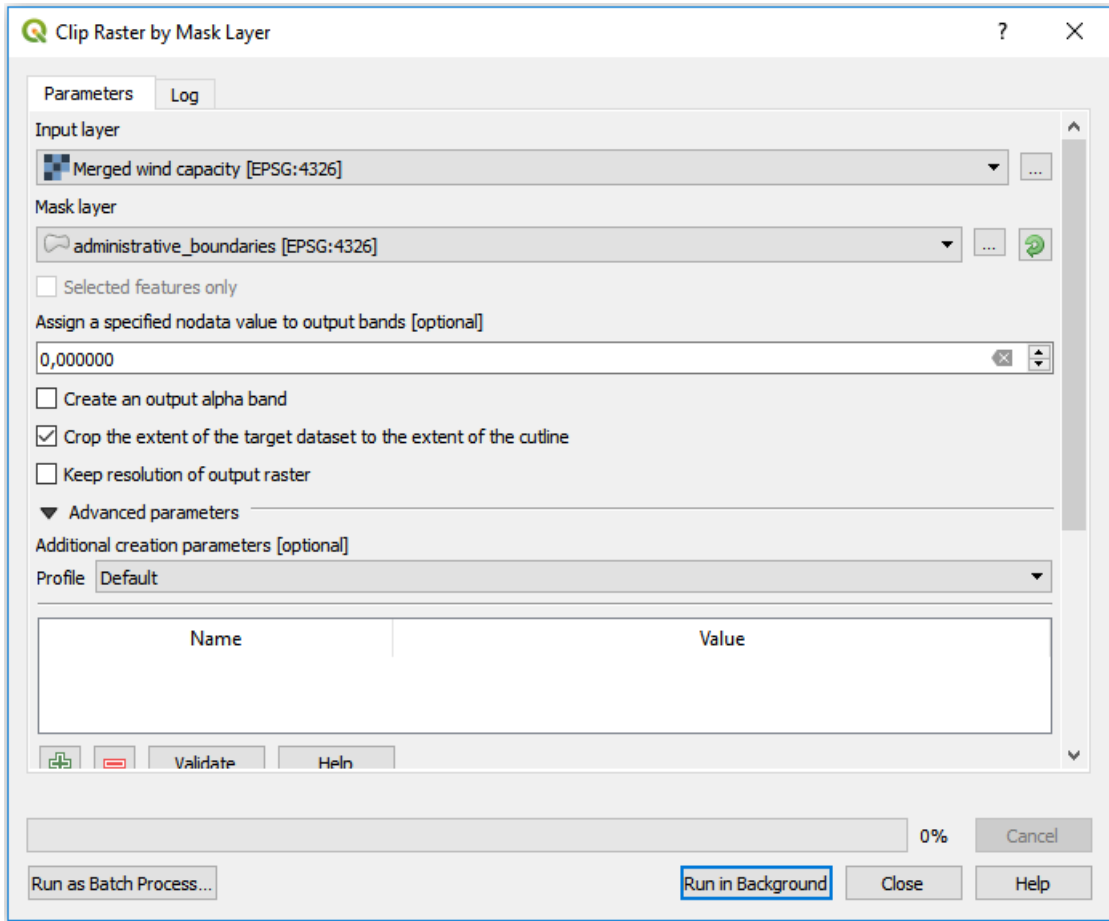 Clip Raster by Mask Layer
?
Parameters
Log
Input layer
Merged wind capacity [EPSG:4326]
...
Mask layer
administrative_boundaries [EPSG:4326]
...
Selected features only
Assign a specified nodata value to output bands [optional]
0,000000
Create an output alpha band
Crop the extent of the target dataset to the extent of the cutline
Keep resolution of output raster
Advanced parameters
Additional creation parameters [optional]
Profile Default
Name Value
Validate Help
0% Cancel
Run as Batch Process... Run in Background Close Help